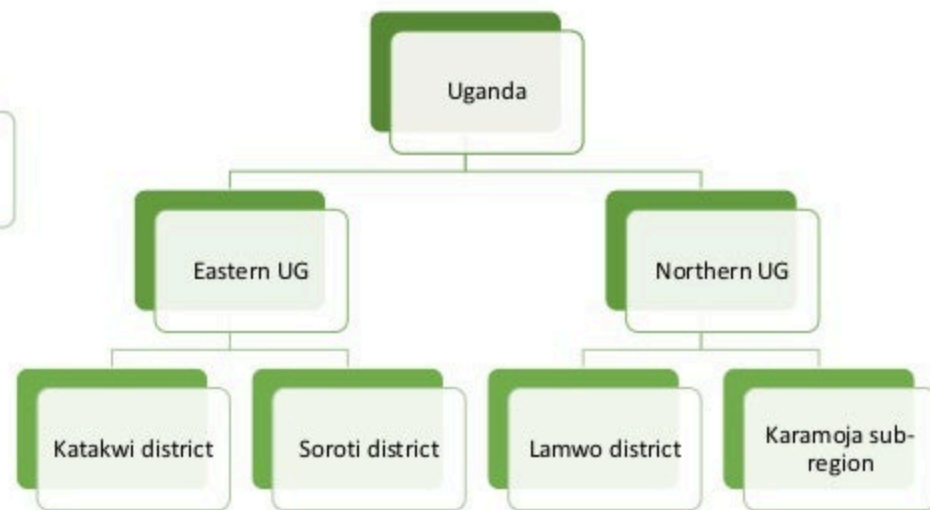 Uganda
Eastern UG
Northern UG
Katakwi district
Soroti district
Lamwo district
Karamoja sub-
region